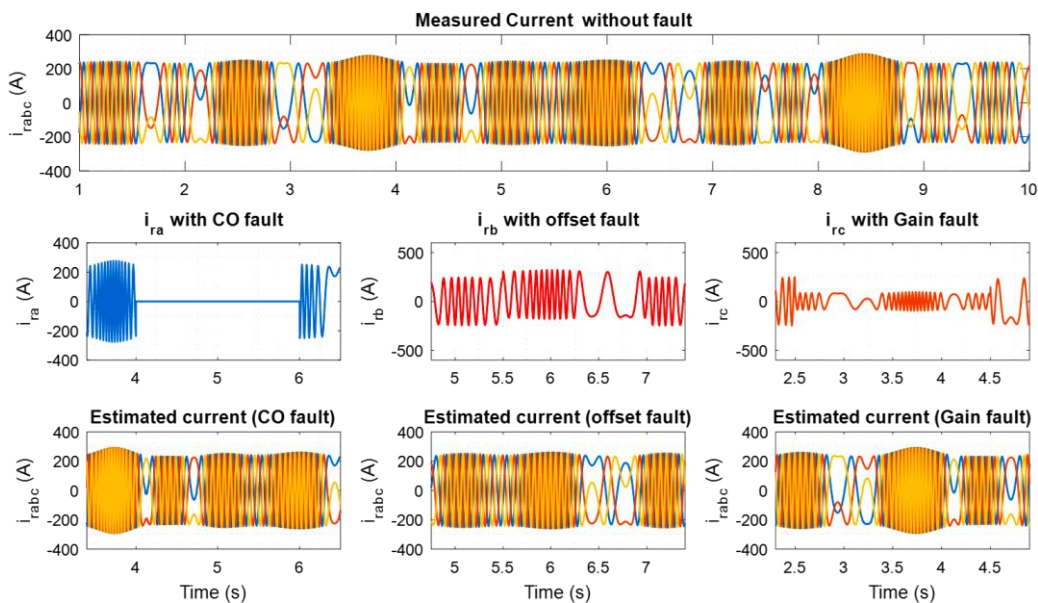 Measured Current without fault
i_rabc (A)
400
200
0
-200
-400
1 2 3 4 5 6 7 8 9 10
i_ra with CO fault
i_rb with offset fault
i_rc with Gain fault
i_ra (A)
400
200
0
-200
-400
4 5 6
i_rb (A)
500
0
-500
5 5.5 6 6.5 7
i_rc (A)
500
0
-500
2.5 3 3.5 4 4.5
Estimated current (CO fault)
Estimated current (offset fault)
Estimated current (Gain fault)
i_rabc (A)
400
200
0
-200
-400
4 5 6
Time (s)
i_rabc (A)
400
200
0
-200
-400
5 5.5 6 6.5 7
Time (s)
i_rabc (A)
400
200
0
-200
-400
2.5 3 3.5 4 4.5
Time (s)